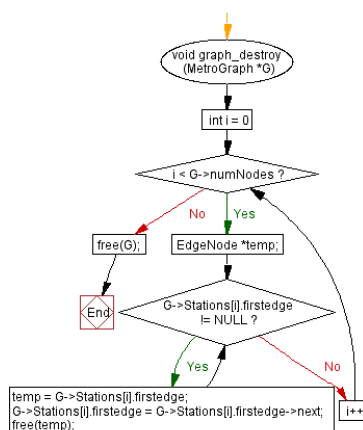 void graph_destroy
(MetroGraph *G)
int i = 0
i < G->numNodes ?
No
Yes
free(G);
EdgeNode *temp;
End
G->Stations[i].firstedge
!= NULL ?
Yes
No
temp = G->Stations[i].firstedge;
G->Stations[i].firstedge = G->Stations[i].firstedge->next;
free(temp);
i++